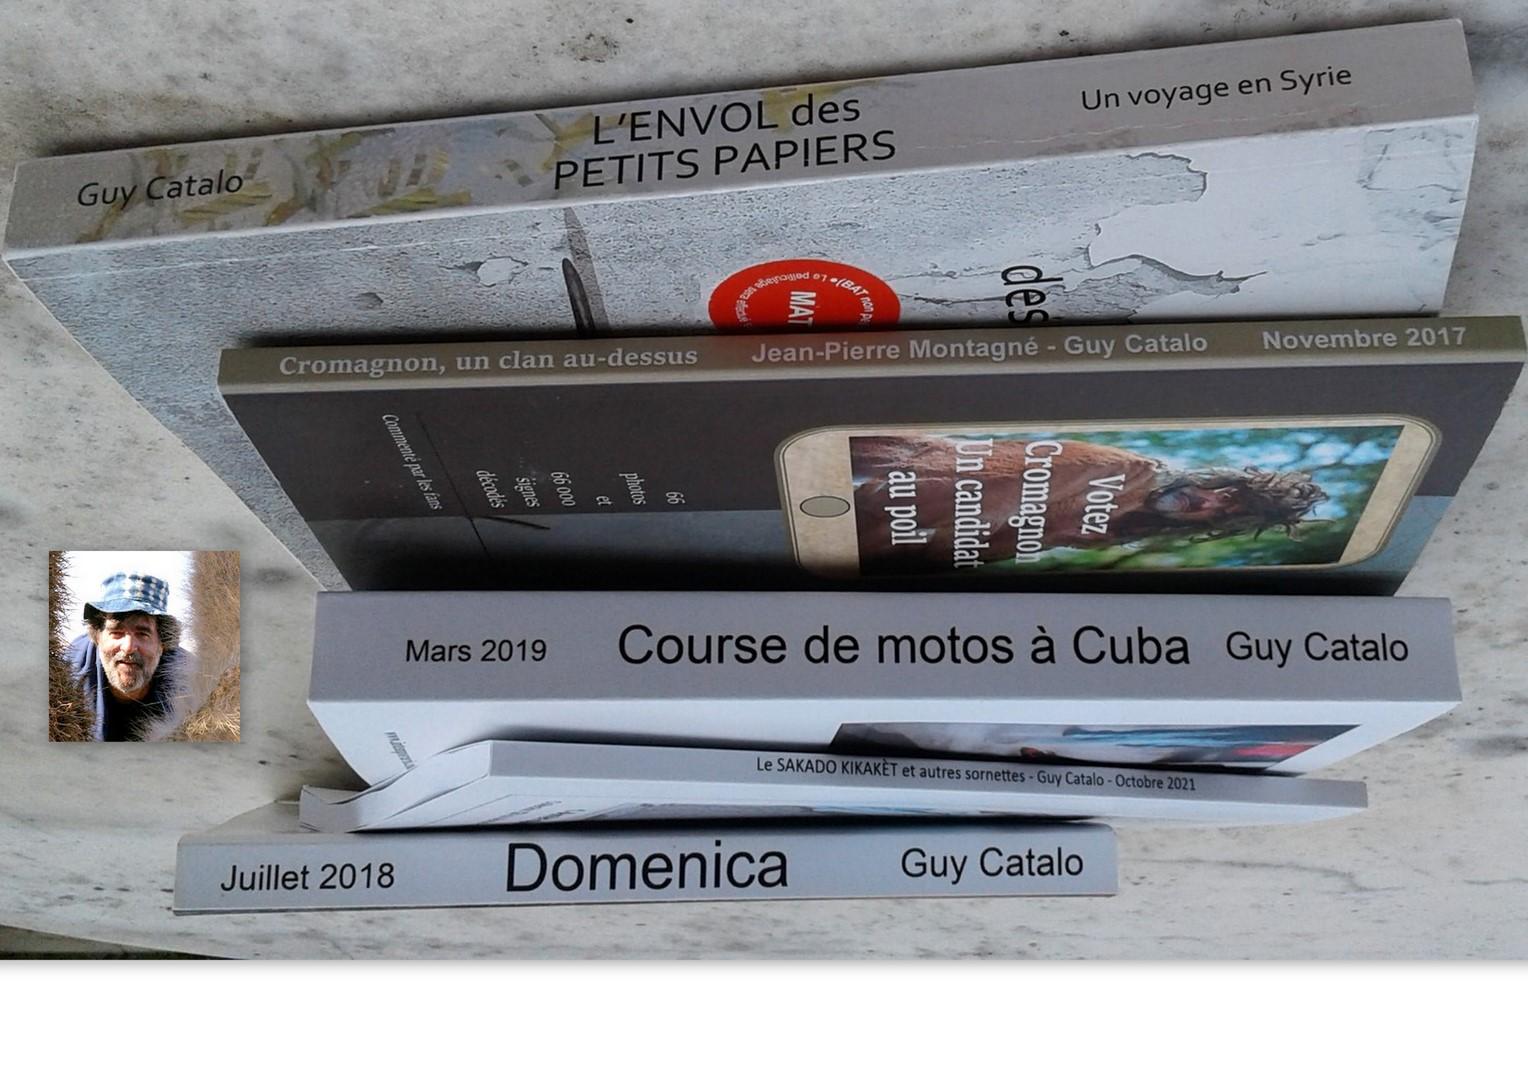 Guy Catalo
L'ENVOL des
PETITS PAPIERS
Un voyage en Syrie
MAT
des
Cromagnon, un clan au-dessus
Jean-Pierre Montagné - Guy Catalo
Novembre 2017
Votez
Cromagnon
Un candidat
au poil
66
photos
et
66 000
signes
décodés
Commenté par les fans
Mars 2019
Course de motos à Cuba
Guy Catalo
Le SAKADO KIKAKÈT et autres sornettes - Guy Catalo - Octobre 2021
Juillet 2018
Domenica
Guy Catalo